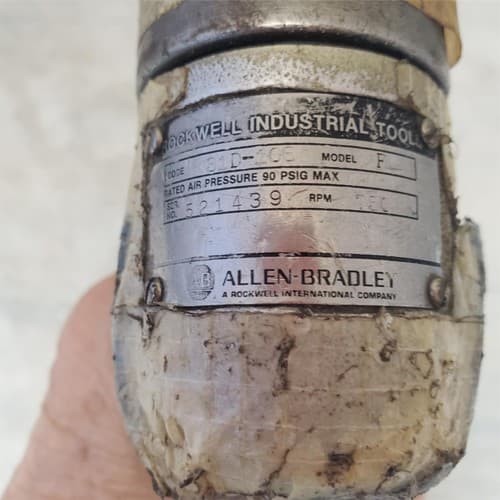 ROCKWELL INDUSTRIAL TOOL
CODE 31D- MODEL F
RATED AIR PRESSURE 90 PSIG MAX
SER. NO. 521439 RPM
AB ALLEN-BRADLEY
A ROCKWELL INTERNATIONAL COMPANY